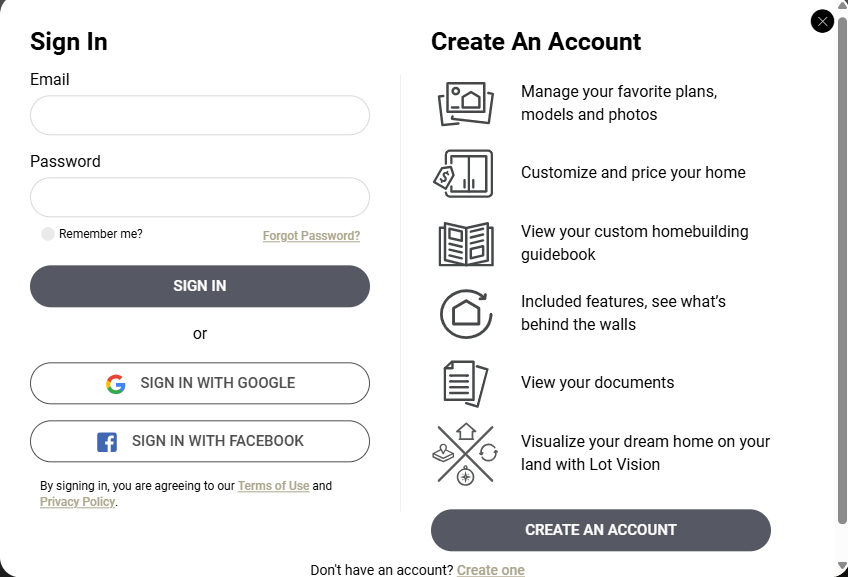 Sign In
Email
Password
Remember me?
Forgot Password?
SIGN IN
or
SIGN IN WITH GOOGLE
SIGN IN WITH FACEBOOK
By signing in, you are agreeing to our Terms of Use and
Privacy Policy.
Create An Account
Manage your favorite plans,
models and photos
$
Customize and price your home
View your custom homebuilding
guidebook
Included features, see what’s
behind the walls
View your documents
Visualize your dream home on your
land with Lot Vision
CREATE AN ACCOUNT
Don't have an account? Create one